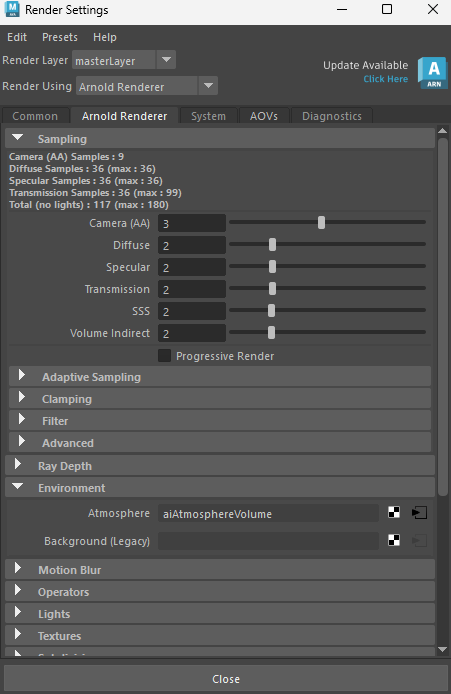 Render Settings
Edit Presets Help
Render Layer masterLayer
Render Using Arnold Renderer
Update Available
Click Here
ARN
Common Arnold Renderer System AOVs Diagnostics
Sampling
Camera (AA) Samples : 9
Diffuse Samples : 36 (max : 36)
Specular Samples : 36 (max : 36)
Transmission Samples : 36 (max : 99)
Total (no lights) : 117 (max : 180)
Camera (AA) 3
Diffuse 2
Specular 2
Transmission 2
SSS 2
Volume Indirect 2
Progressive Render
Adaptive Sampling
Clamping
Filter
Advanced
Ray Depth
Environment
Atmosphere aiAtmosphereVolume
Background (Legacy)
Motion Blur
Operators
Lights
Textures
Close